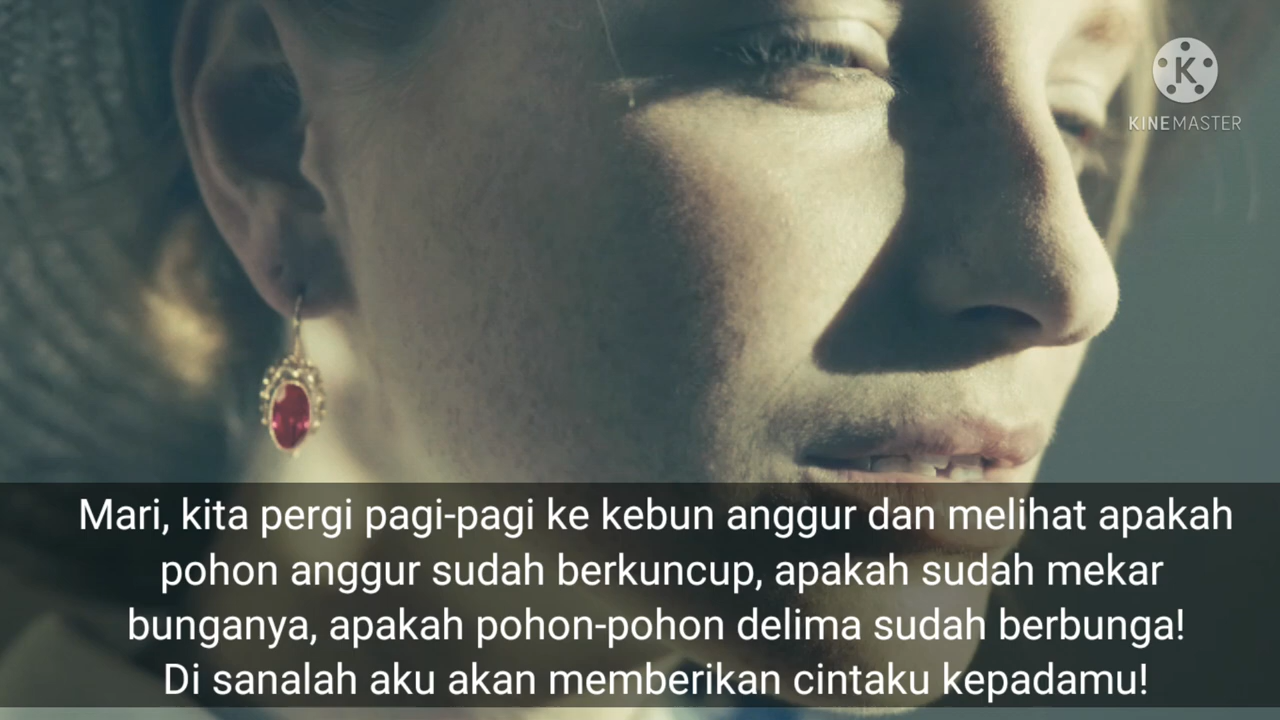 KINEMASTER
Mari, kita pergi pagi-pagi ke kebun anggur dan melihat apakah
pohon anggur sudah berkuncup, apakah sudah mekar
bunganya, apakah pohon-pohon delima sudah berbunga!
Di sanalah aku akan memberikan cintaku kepadamu!